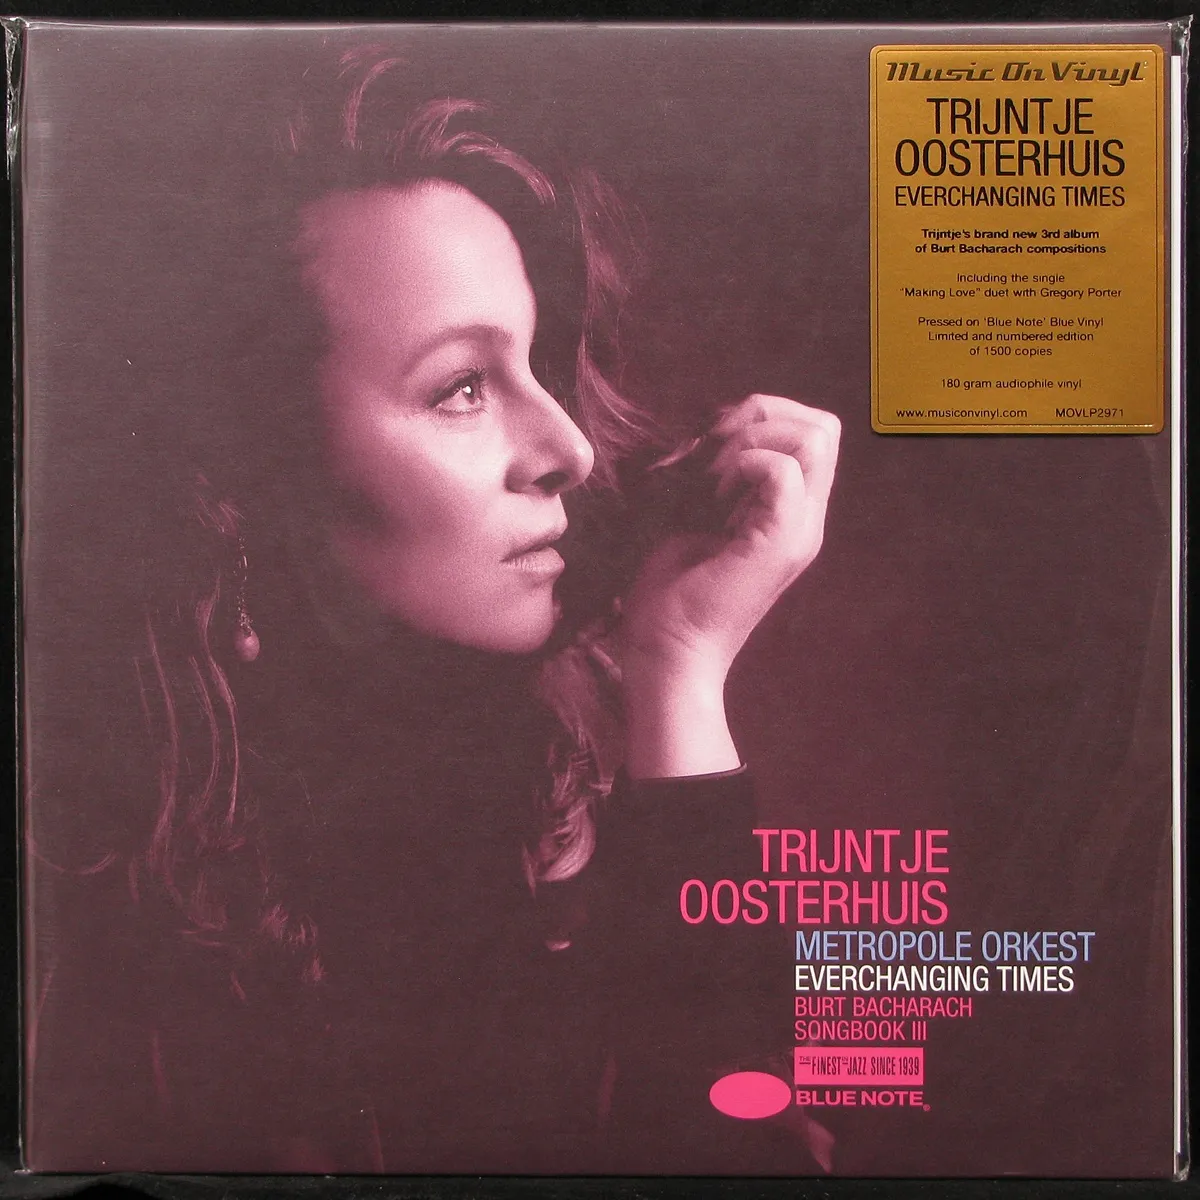 Music On Vinyl
TRIJNTJE
OOSTERHUIS
EVERCHANGING TIMES
Trijntje's brand new 3rd album
of Burt Bacharach compositions
Including the single
"Making Love" duet with Gregory Porter
Pressed on 'Blue Note' Blue Vinyl
Limited and numbered edition
of 1500 copies
180 gram audiophile vinyl
www.musiconvinyl.com MOVLP2971
TRIJNTJE
OOSTERHUIS
METROPOLE ORKEST
EVERCHANGING TIMES
BURT BACHARACH
SONGBOOK III
THE FINEST IN JAZZ SINCE 1939
BLUE NOTE®